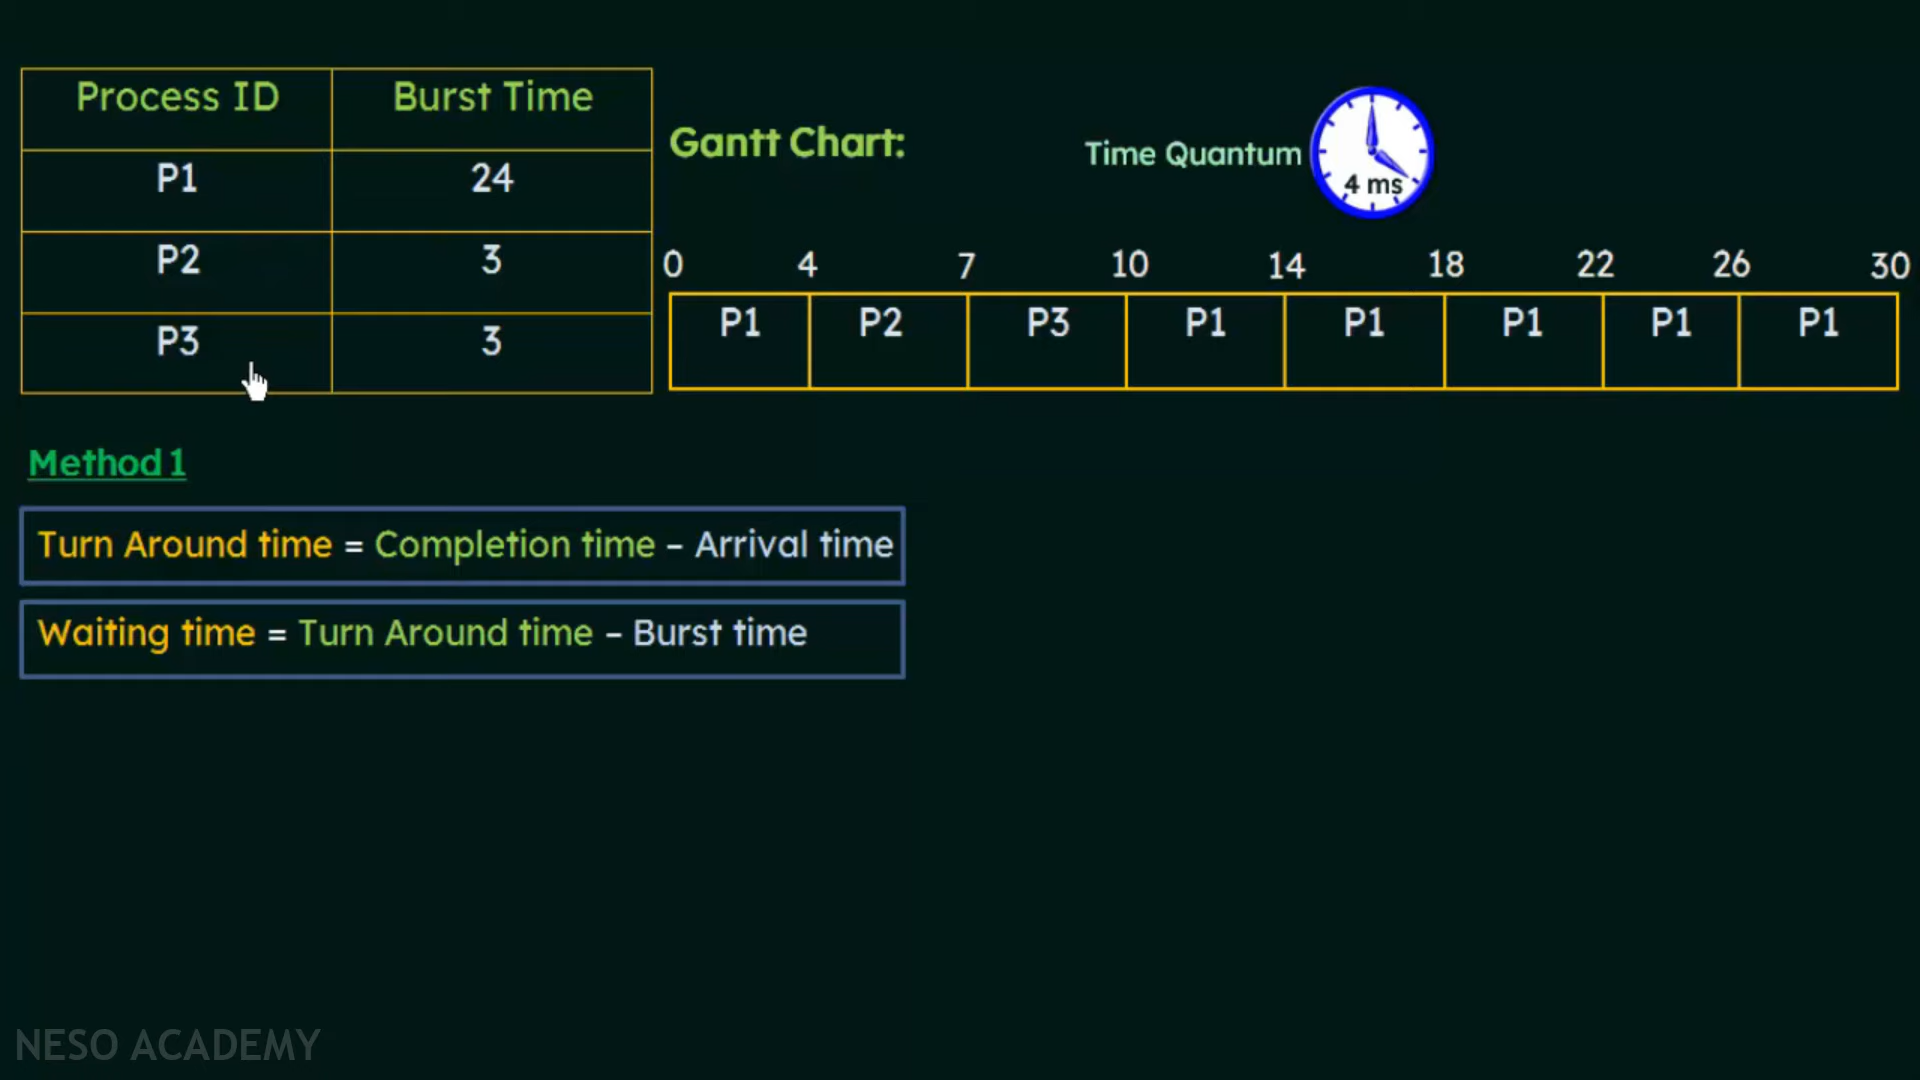 Process ID Burst Time
P1 24
P2 3
P3 3
Gantt Chart:
Time Quantum
4 ms
0 4 7 10 14 18 22 26 30
P1 P2 P3 P1 P1 P1 P1 P1
Method 1
Turn Around time = Completion time – Arrival time
Waiting time = Turn Around time – Burst time
NESO ACADEMY